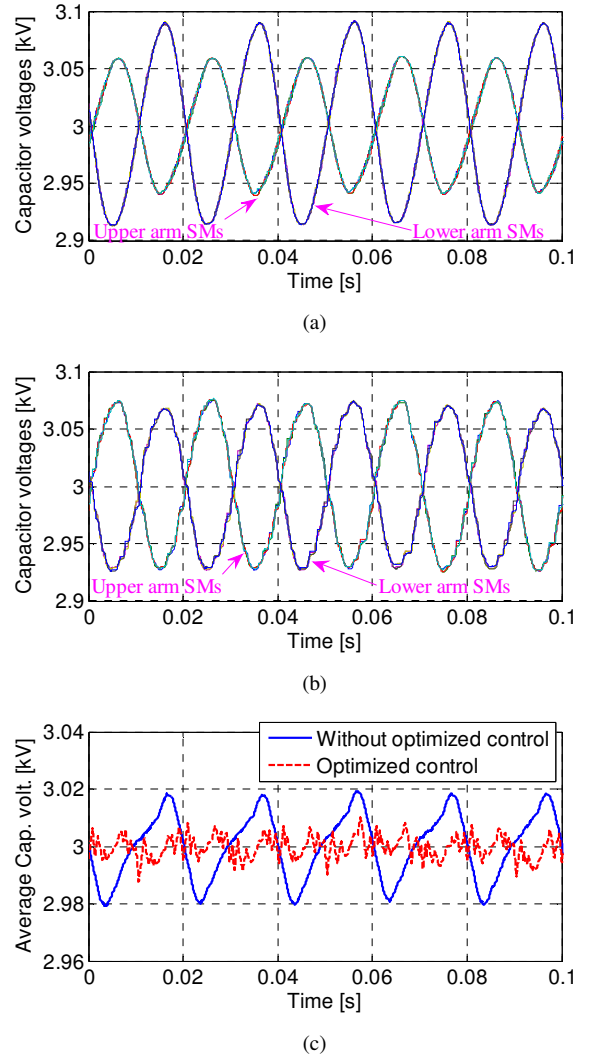 Capacitor voltages [kV]
3.1
3.05
3
2.95
2.9
Upper arm SMs
Lower arm SMs
0
0.02
0.04
0.06
0.08
0.1
Time [s]
(a)
Capacitor voltages [kV]
3.1
3.05
3
2.95
2.9
Upper arm SMs
Lower arm SMs
0
0.02
0.04
0.06
0.08
0.1
Time [s]
(b)
Average Cap. volt. [kV]
3.04
3.02
3
2.98
2.96
Without optimized control
Optimized control
0
0.02
0.04
0.06
0.08
0.1
Time [s]
(c)